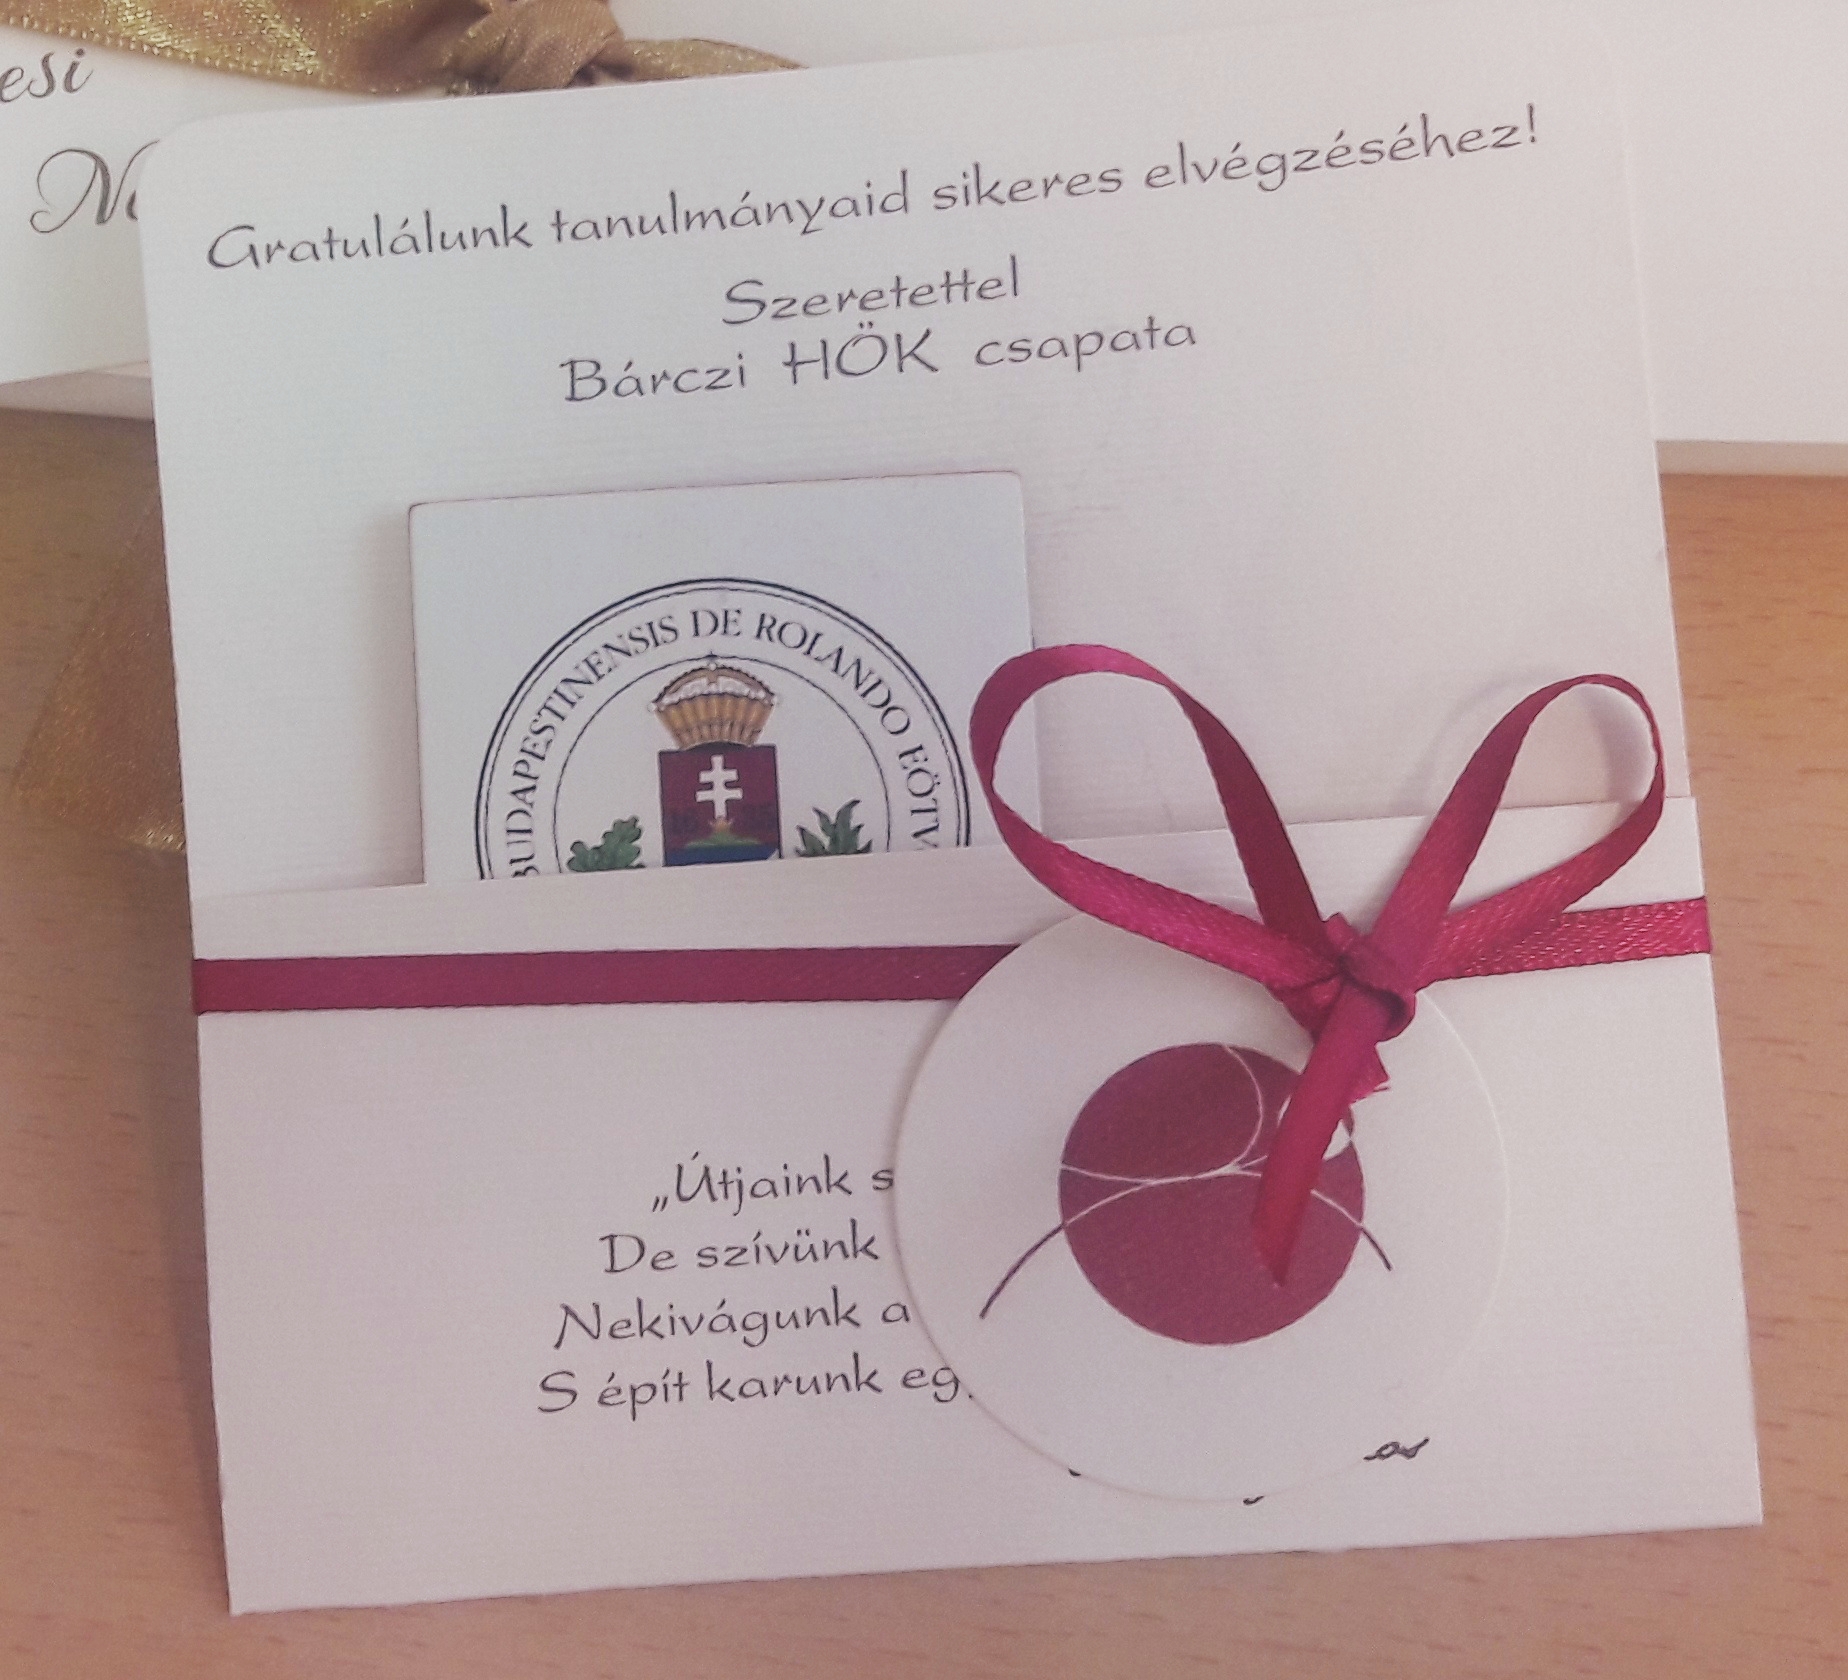 esi
Gratulálunk tanulmányaid sikeres elvégzéséhez!
Szeretettel
Bárczi HÖK csapata
BUDAPESTINENSIS DE ROLANDO EÖTV
„Útjaink s
De szívünk
Nekivágunk a
S épít karunk eg